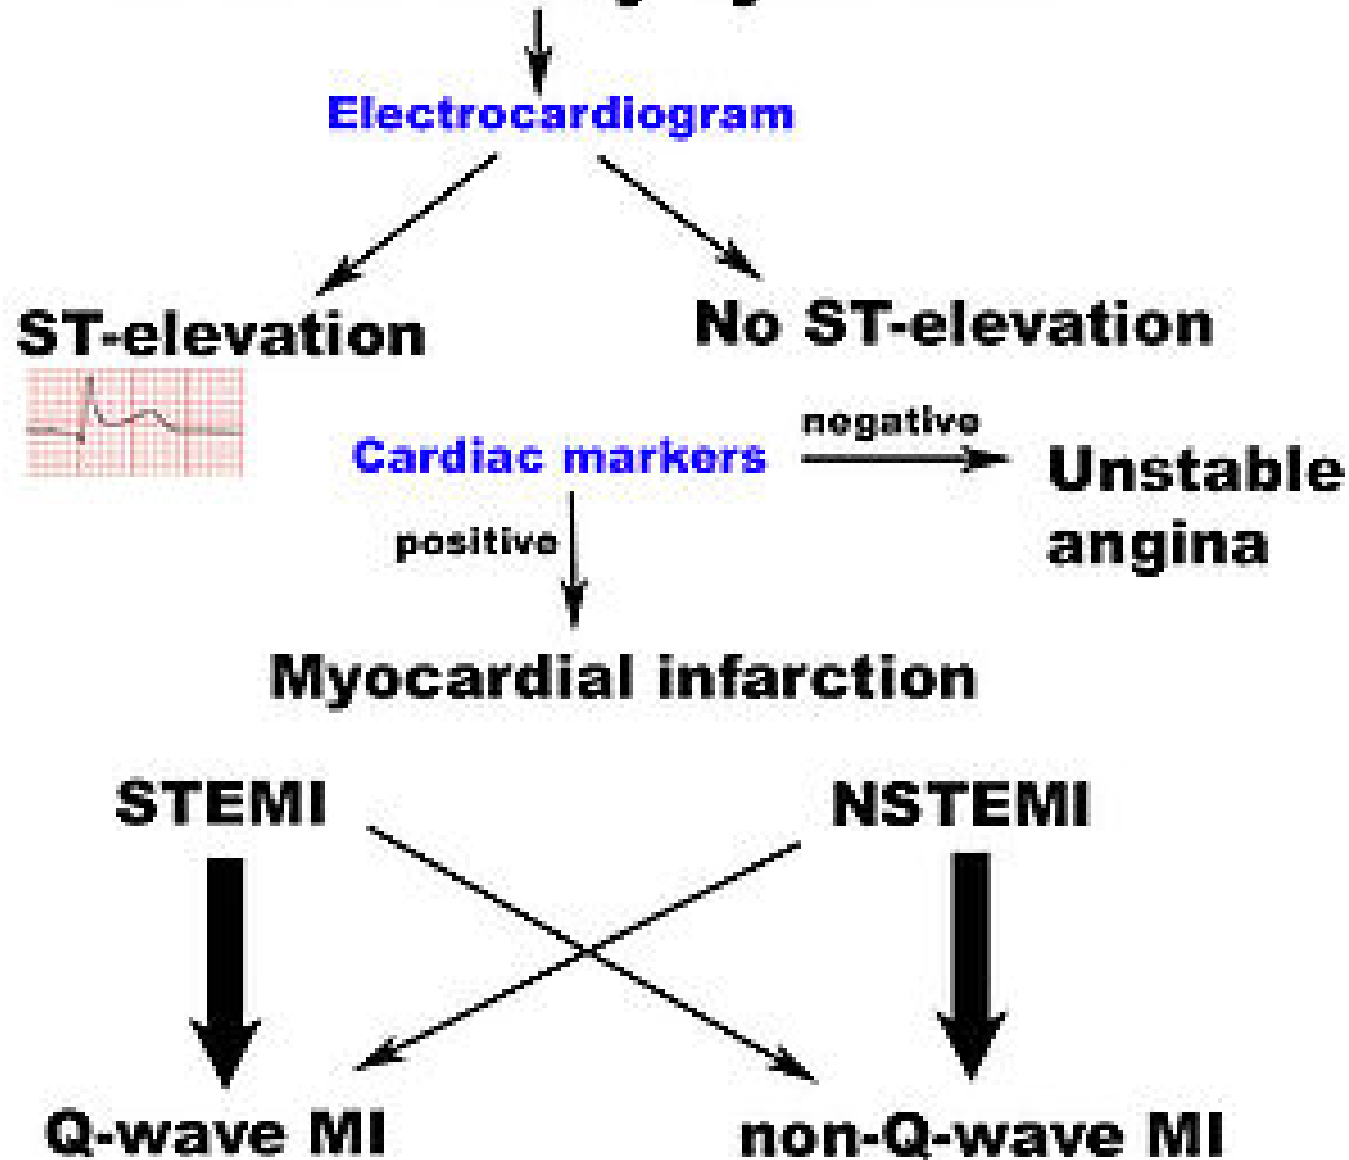 Electrocardiogram
ST-elevation
No ST-elevation
negative
Cardiac markers
Unstable
angina
positive
Myocardial infarction
STEMI
NSTEMI
Q-wave MI
non-Q-wave MI